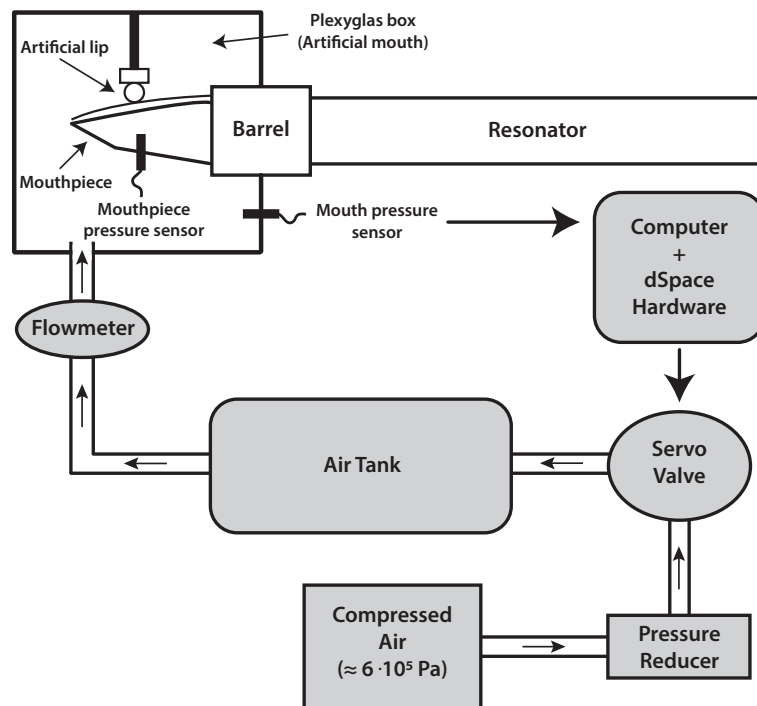 Plexyglas box
(Artificial mouth)
Artificial lip
Barrel
Resonator
Mouthpiece
Mouthpiece
pressure sensor
Mouth pressure
sensor
Computer
+
dSpace
Hardware
Flowmeter
Air Tank
Servo
Valve
Compressed
Air
(≈ 6 ·10⁵ Pa)
Pressure
Reducer